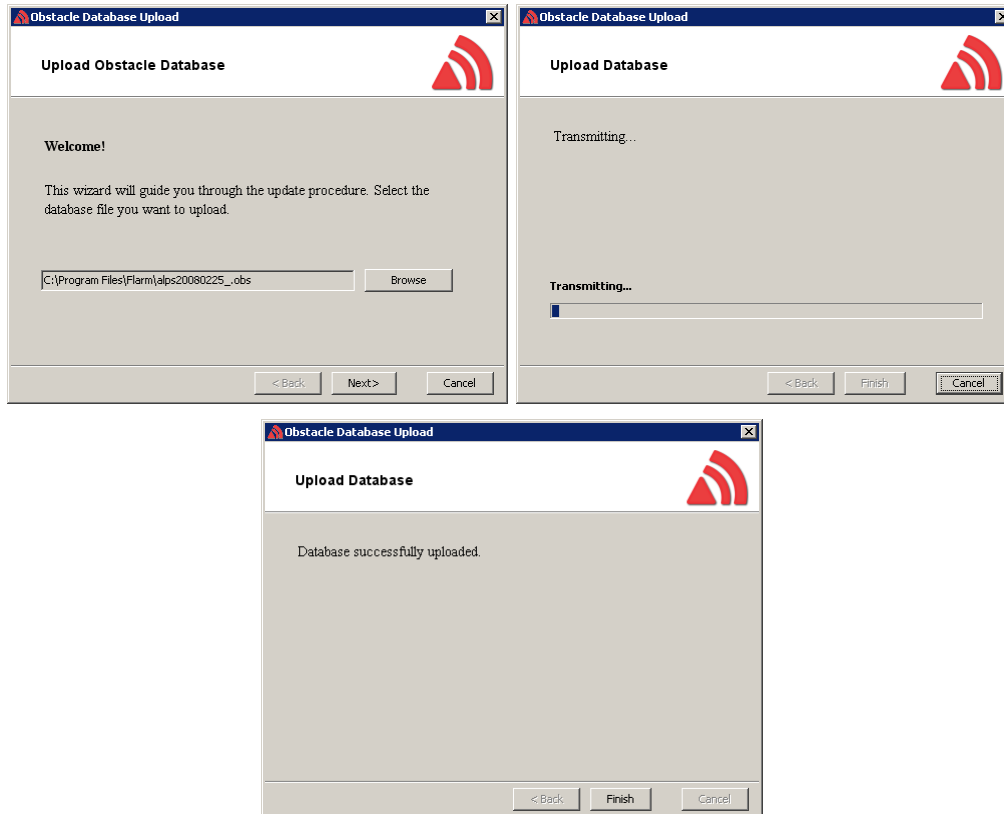 Obstacle Database Upload
Upload Obstacle Database
Welcome!
This wizard will guide you through the update procedure. Select the
database file you want to upload.
C:\Program Files\Flarm\alps20080225_.obs
Browse
< Back
Next>
Cancel
Obstacle Database Upload
Upload Database
Transmitting...
Transmitting...
< Back
Finish
Cancel
Obstacle Database Upload
Upload Database
Database successfully uploaded.
< Back
Finish
Cancel